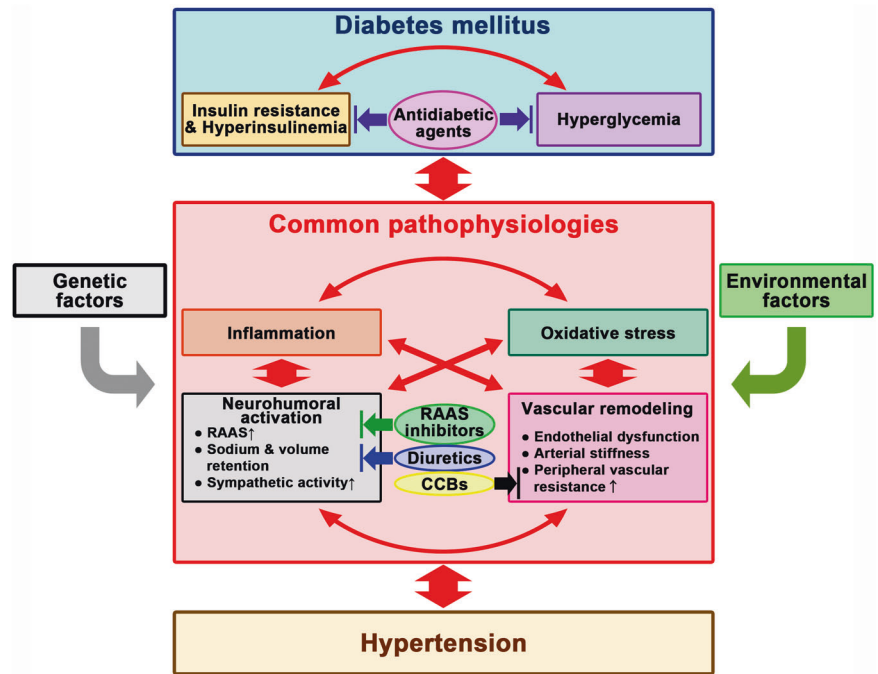 Diabetes mellitus
Insulin resistance
& Hyperinsulinemia
Antidiabetic
agents
Hyperglycemia
Common pathophysiologies
Genetic
factors
Environmental
factors
Inflammation
Oxidative stress
Neurohumoral
activation
● RAAS↑
● Sodium & volume
retention
● Sympathetic activity↑
RAAS
inhibitors
Diuretics
CCBs
Vascular remodeling
● Endothelial dysfunction
● Arterial stiffness
● Peripheral vascular
resistance ↑
Hypertension